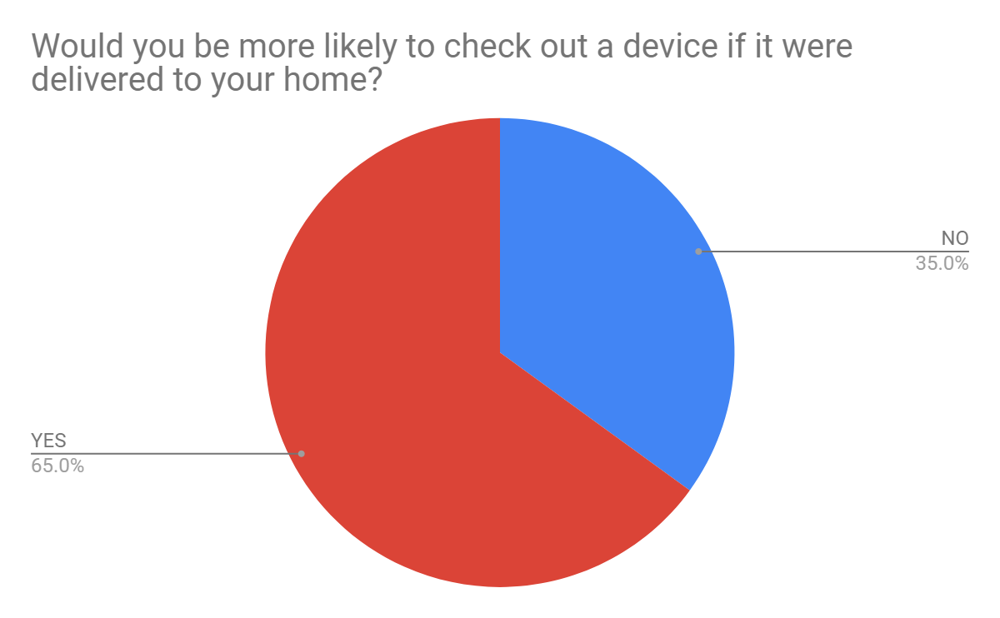 Would you be more likely to check out a device if it were
delivered to your home?
NO
35.0%
YES
65.0%